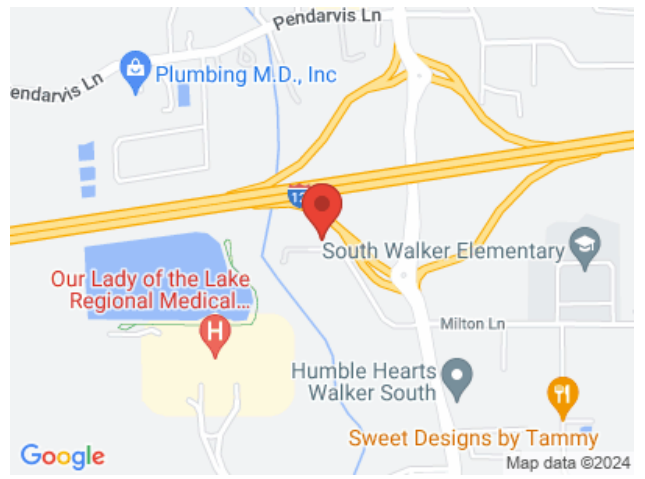 Pendarvis Ln
endarvis Ln
Plumbing M.D., Inc
South Walker Elementary
Our Lady of the Lake
Regional Medical...
H
Milton Ln
Humble Hearts
Walker South
Sweet Designs by Tammy
Google
Map data ©2024